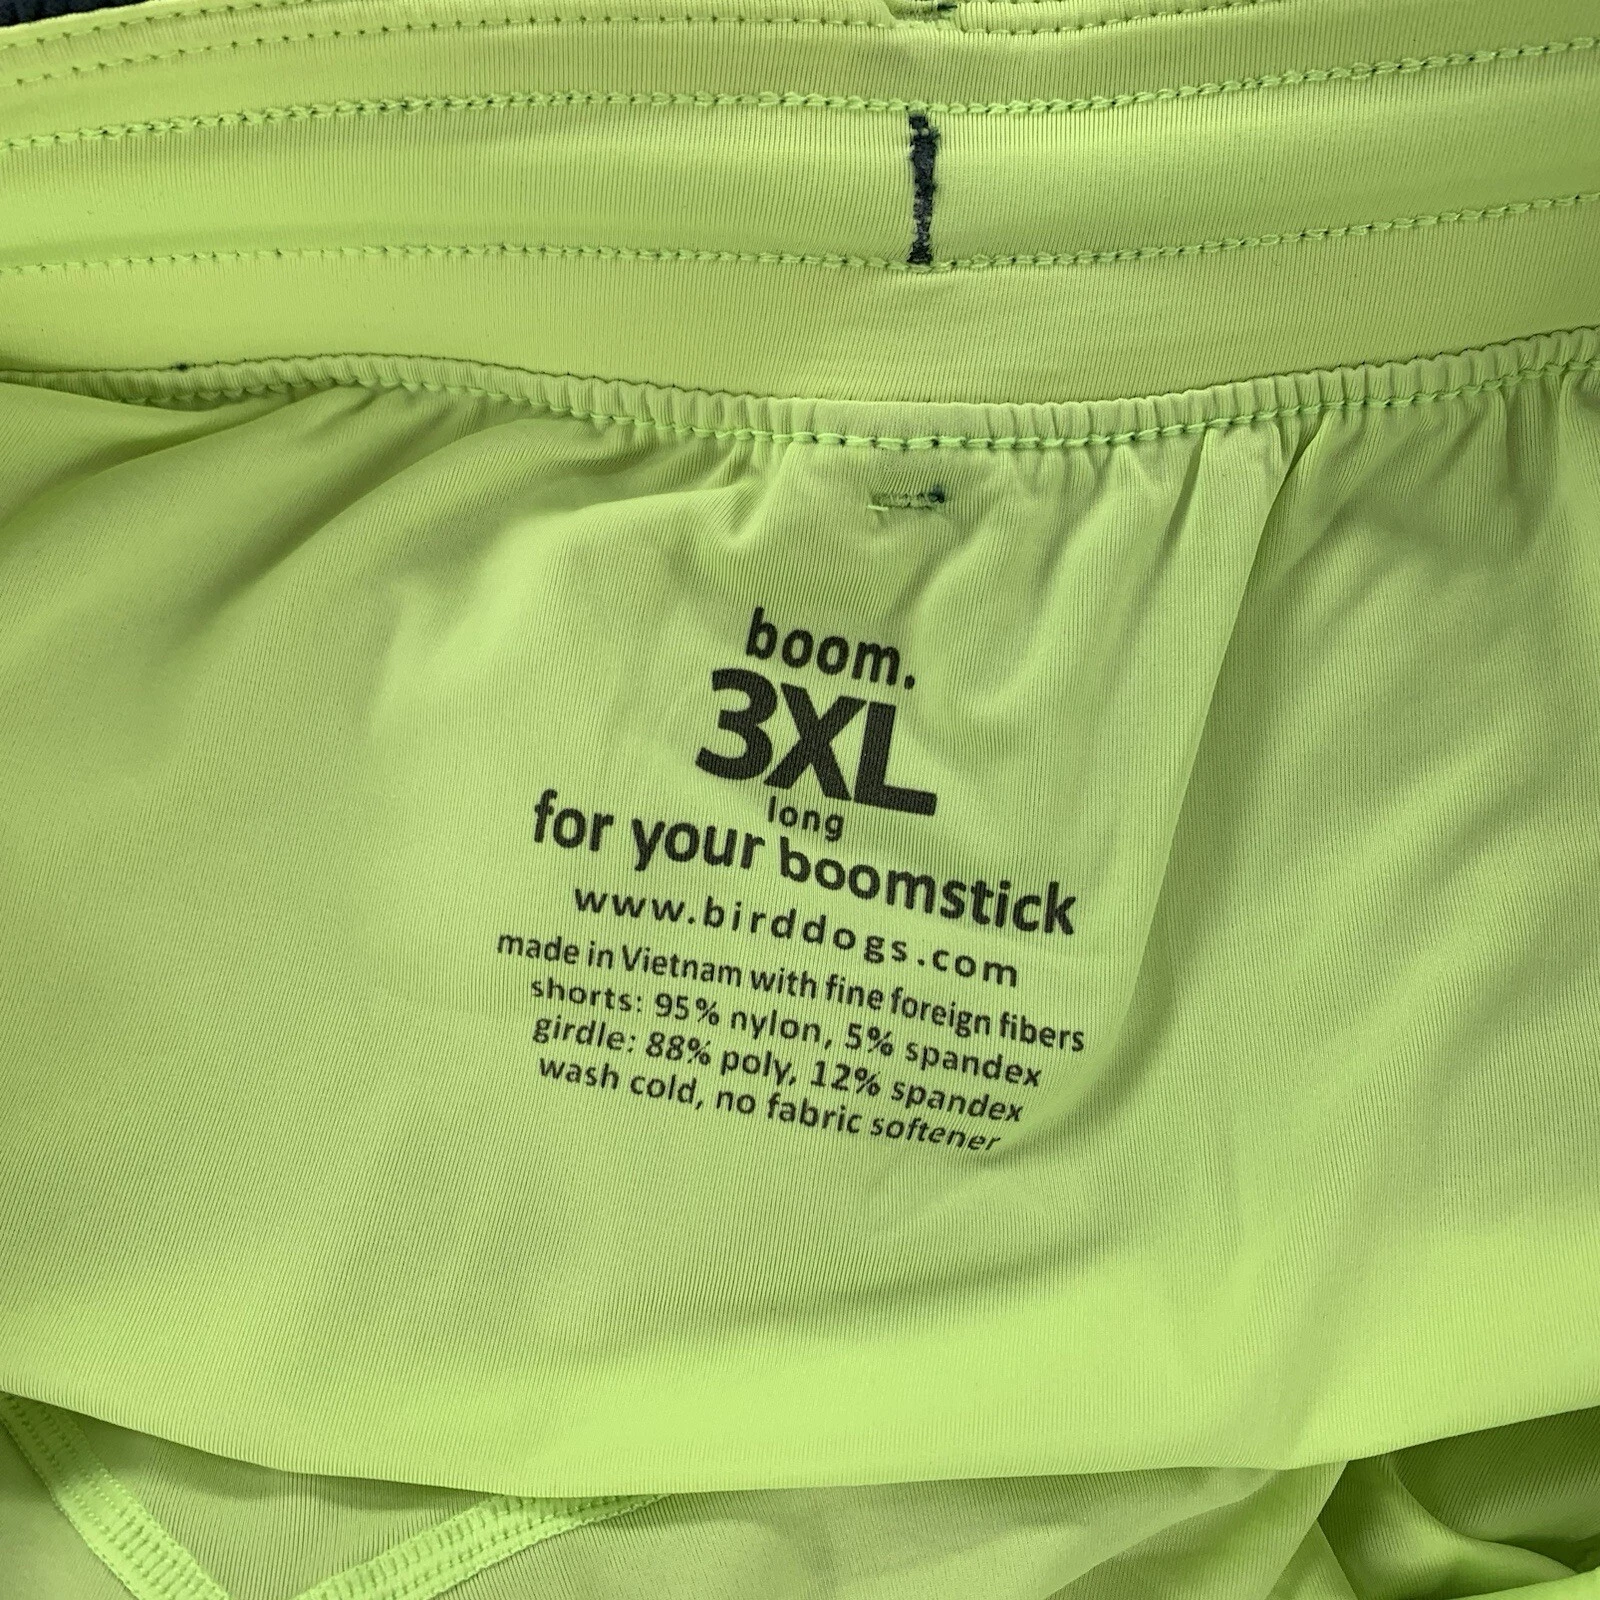 boom.
3XL
long
for your boomstick
www.birddogs.com
made in Vietnam with fine foreign fibers
shorts: 95% nylon, 5% spandex
girdle: 88% poly, 12% spandex
wash cold, no fabric softener